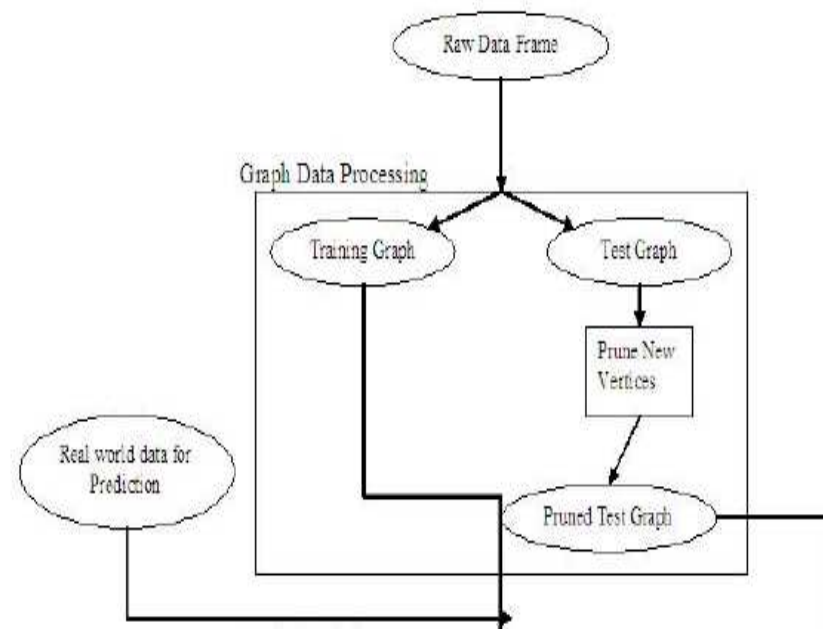 Raw Data Frame
Graph Data Processing
Training Graph
Test Graph
Prune New
Vertices
Real world data for
Prediction
Pruned Test Graph